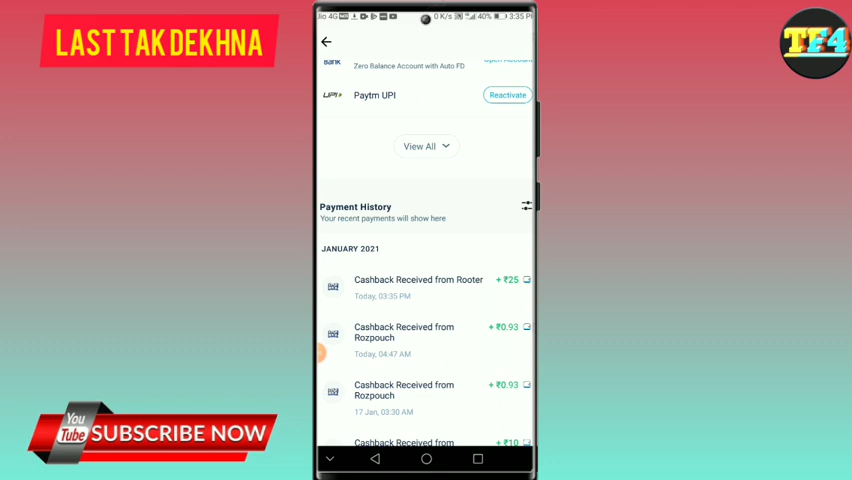 LAST TAK DEKHNA
TF4
Jio 4G
0 K/s
40%
3:35 PM
BANK
Zero Balance Account with Auto FD
Open Account
UPI
Paytm UPI
Reactivate
View All
Payment History
Your recent payments will show here
JANUARY 2021
Cashback Received from Rooter
+ ₹25
Today, 03:35 PM
Cashback Received from
Rozpouch
+ ₹0.93
Today, 04:47 AM
Cashback Received from
Rozpouch
+ ₹0.93
17 Jan, 03:30 AM
Cashback Received from
+ ₹10
You
Tube
SUBSCRIBE NOW